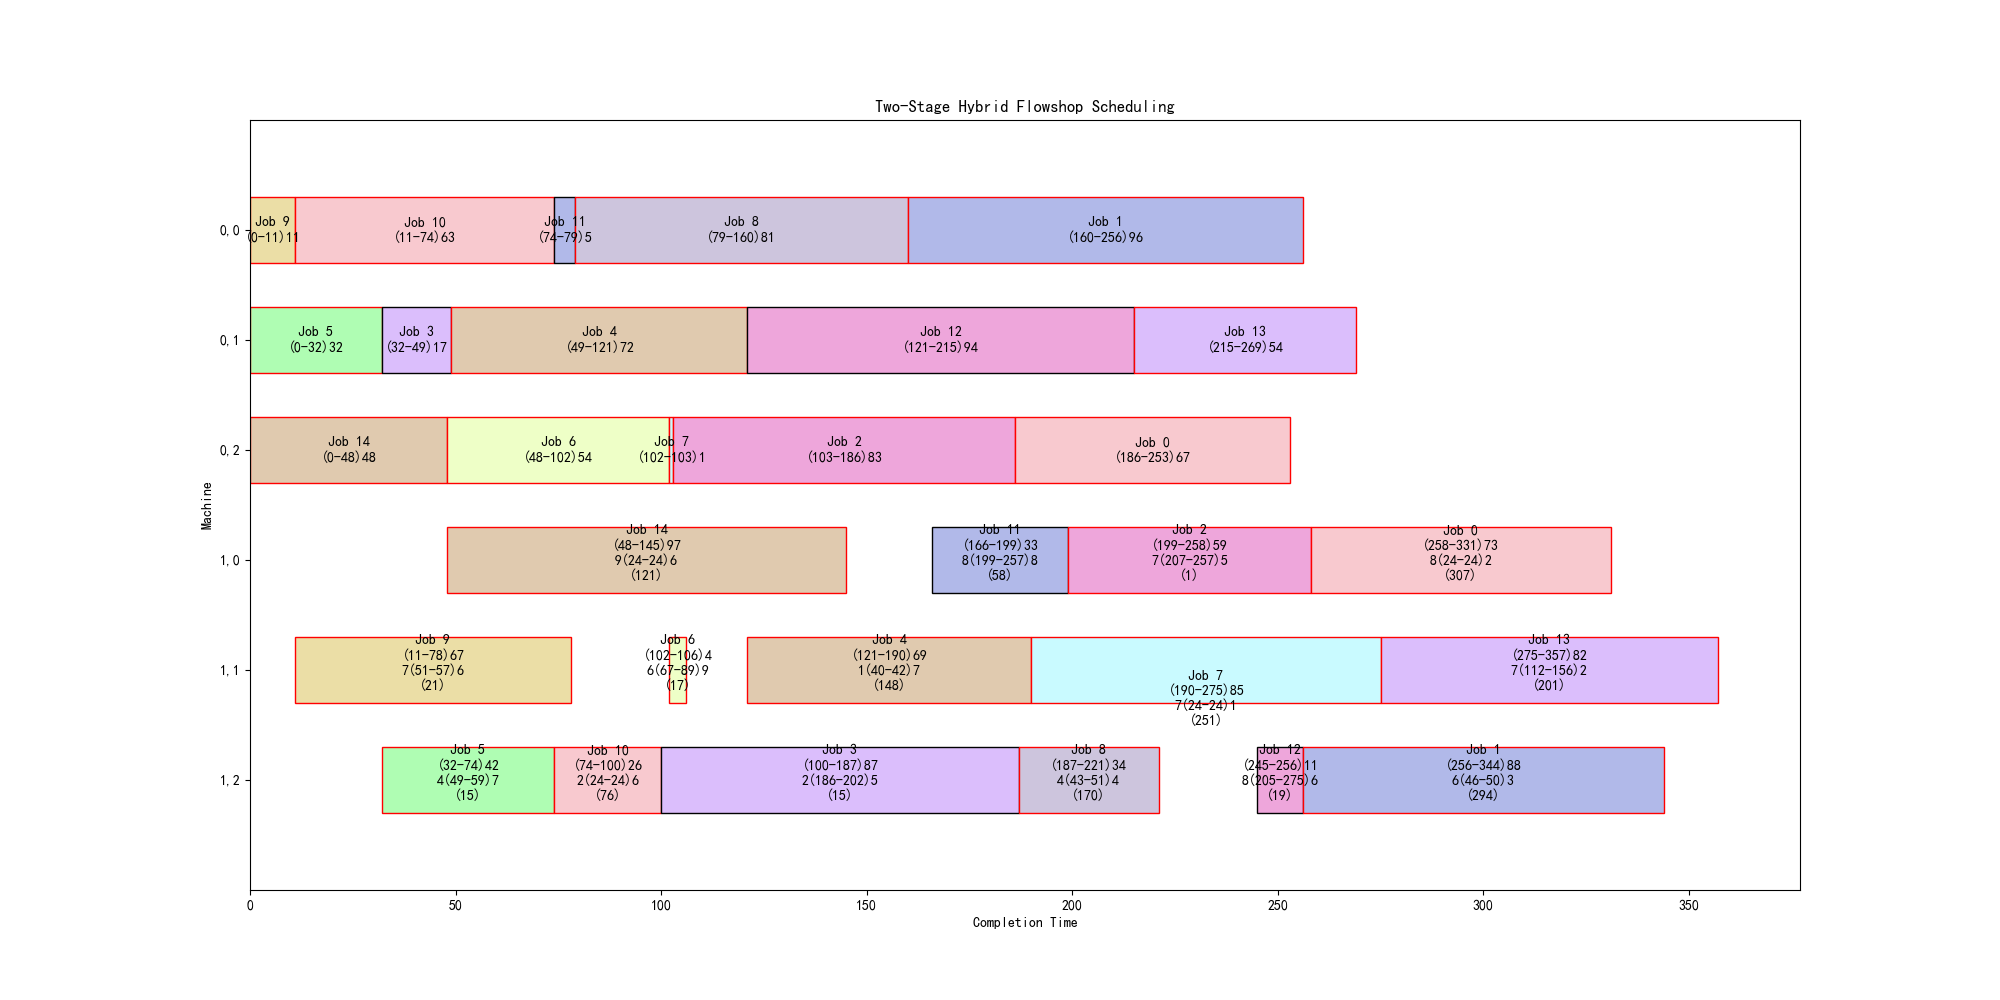 Two-Stage Hybrid Flowshop Scheduling
0,0
Job 9
(0-11)11
Job 10
(11-74)63
Job 11
(74-79)5
Job 8
(79-160)81
Job 1
(160-256)96
0,1
Job 5
(0-32)32
Job 3
(32-49)17
Job 4
(49-121)72
Job 12
(121-215)94
Job 13
(215-269)54
0,2
Job 14
(0-48)48
Job 6
(48-102)54
Job 7
(102-103)1
Job 2
(103-186)83
Job 0
(186-253)67
Machine
1,0
Job 14
(48-145)97
9(24-24)6
(121)
Job 11
(166-199)33
8(199-257)8
(58)
Job 2
(199-258)59
7(207-257)5
(1)
Job 0
(258-331)73
8(24-24)2
(307)
1,1
Job 9
(11-78)67
7(51-57)6
(21)
Job 6
(102-106)4
6(67-89)9
(17)
Job 4
(121-190)69
1(40-42)7
(148)
Job 7
(190-275)85
7(24-24)1
(251)
Job 13
(275-357)82
7(112-156)2
(201)
1,2
Job 5
(32-74)42
4(49-59)7
(15)
Job 10
(74-100)26
2(24-24)6
(76)
Job 3
(100-187)87
2(186-202)5
(15)
Job 8
(187-221)34
4(43-51)4
(170)
Job 12
(245-256)11
8(205-275)6
(19)
Job 1
(256-344)88
6(46-50)3
(294)
0 50 100 150 200 250 300 350
Completion Time